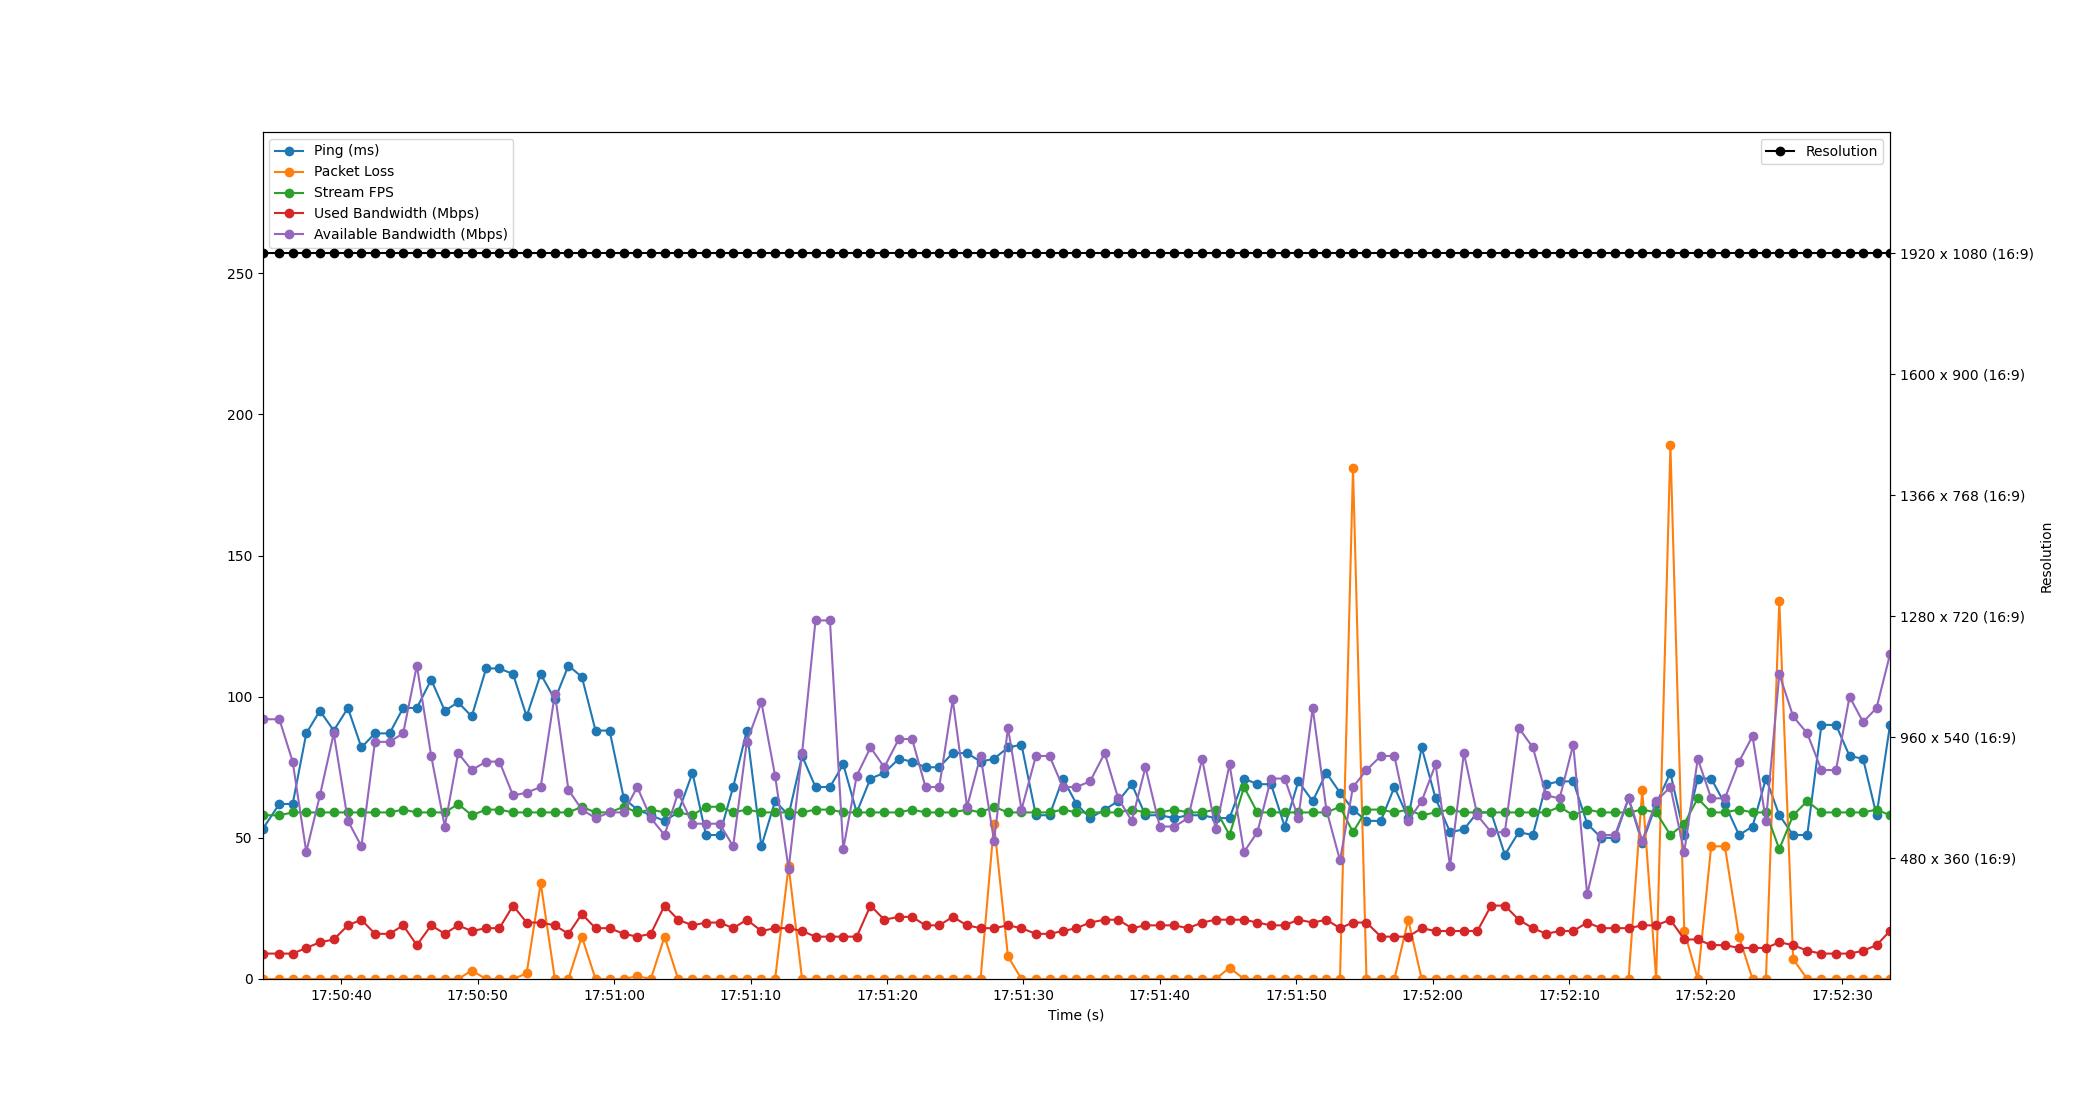 Ping (ms)
Packet Loss
Stream FPS
Used Bandwidth (Mbps)
Available Bandwidth (Mbps)
Resolution
250
200
150
100
50
0
1920 x 1080 (16:9)
1600 x 900 (16:9)
1366 x 768 (16:9)
1280 x 720 (16:9)
960 x 540 (16:9)
480 x 360 (16:9)
Resolution
17:50:40 17:50:50 17:51:00 17:51:10 17:51:20 17:51:30 17:51:40 17:51:50 17:52:00 17:52:10 17:52:20 17:52:30
Time (s)